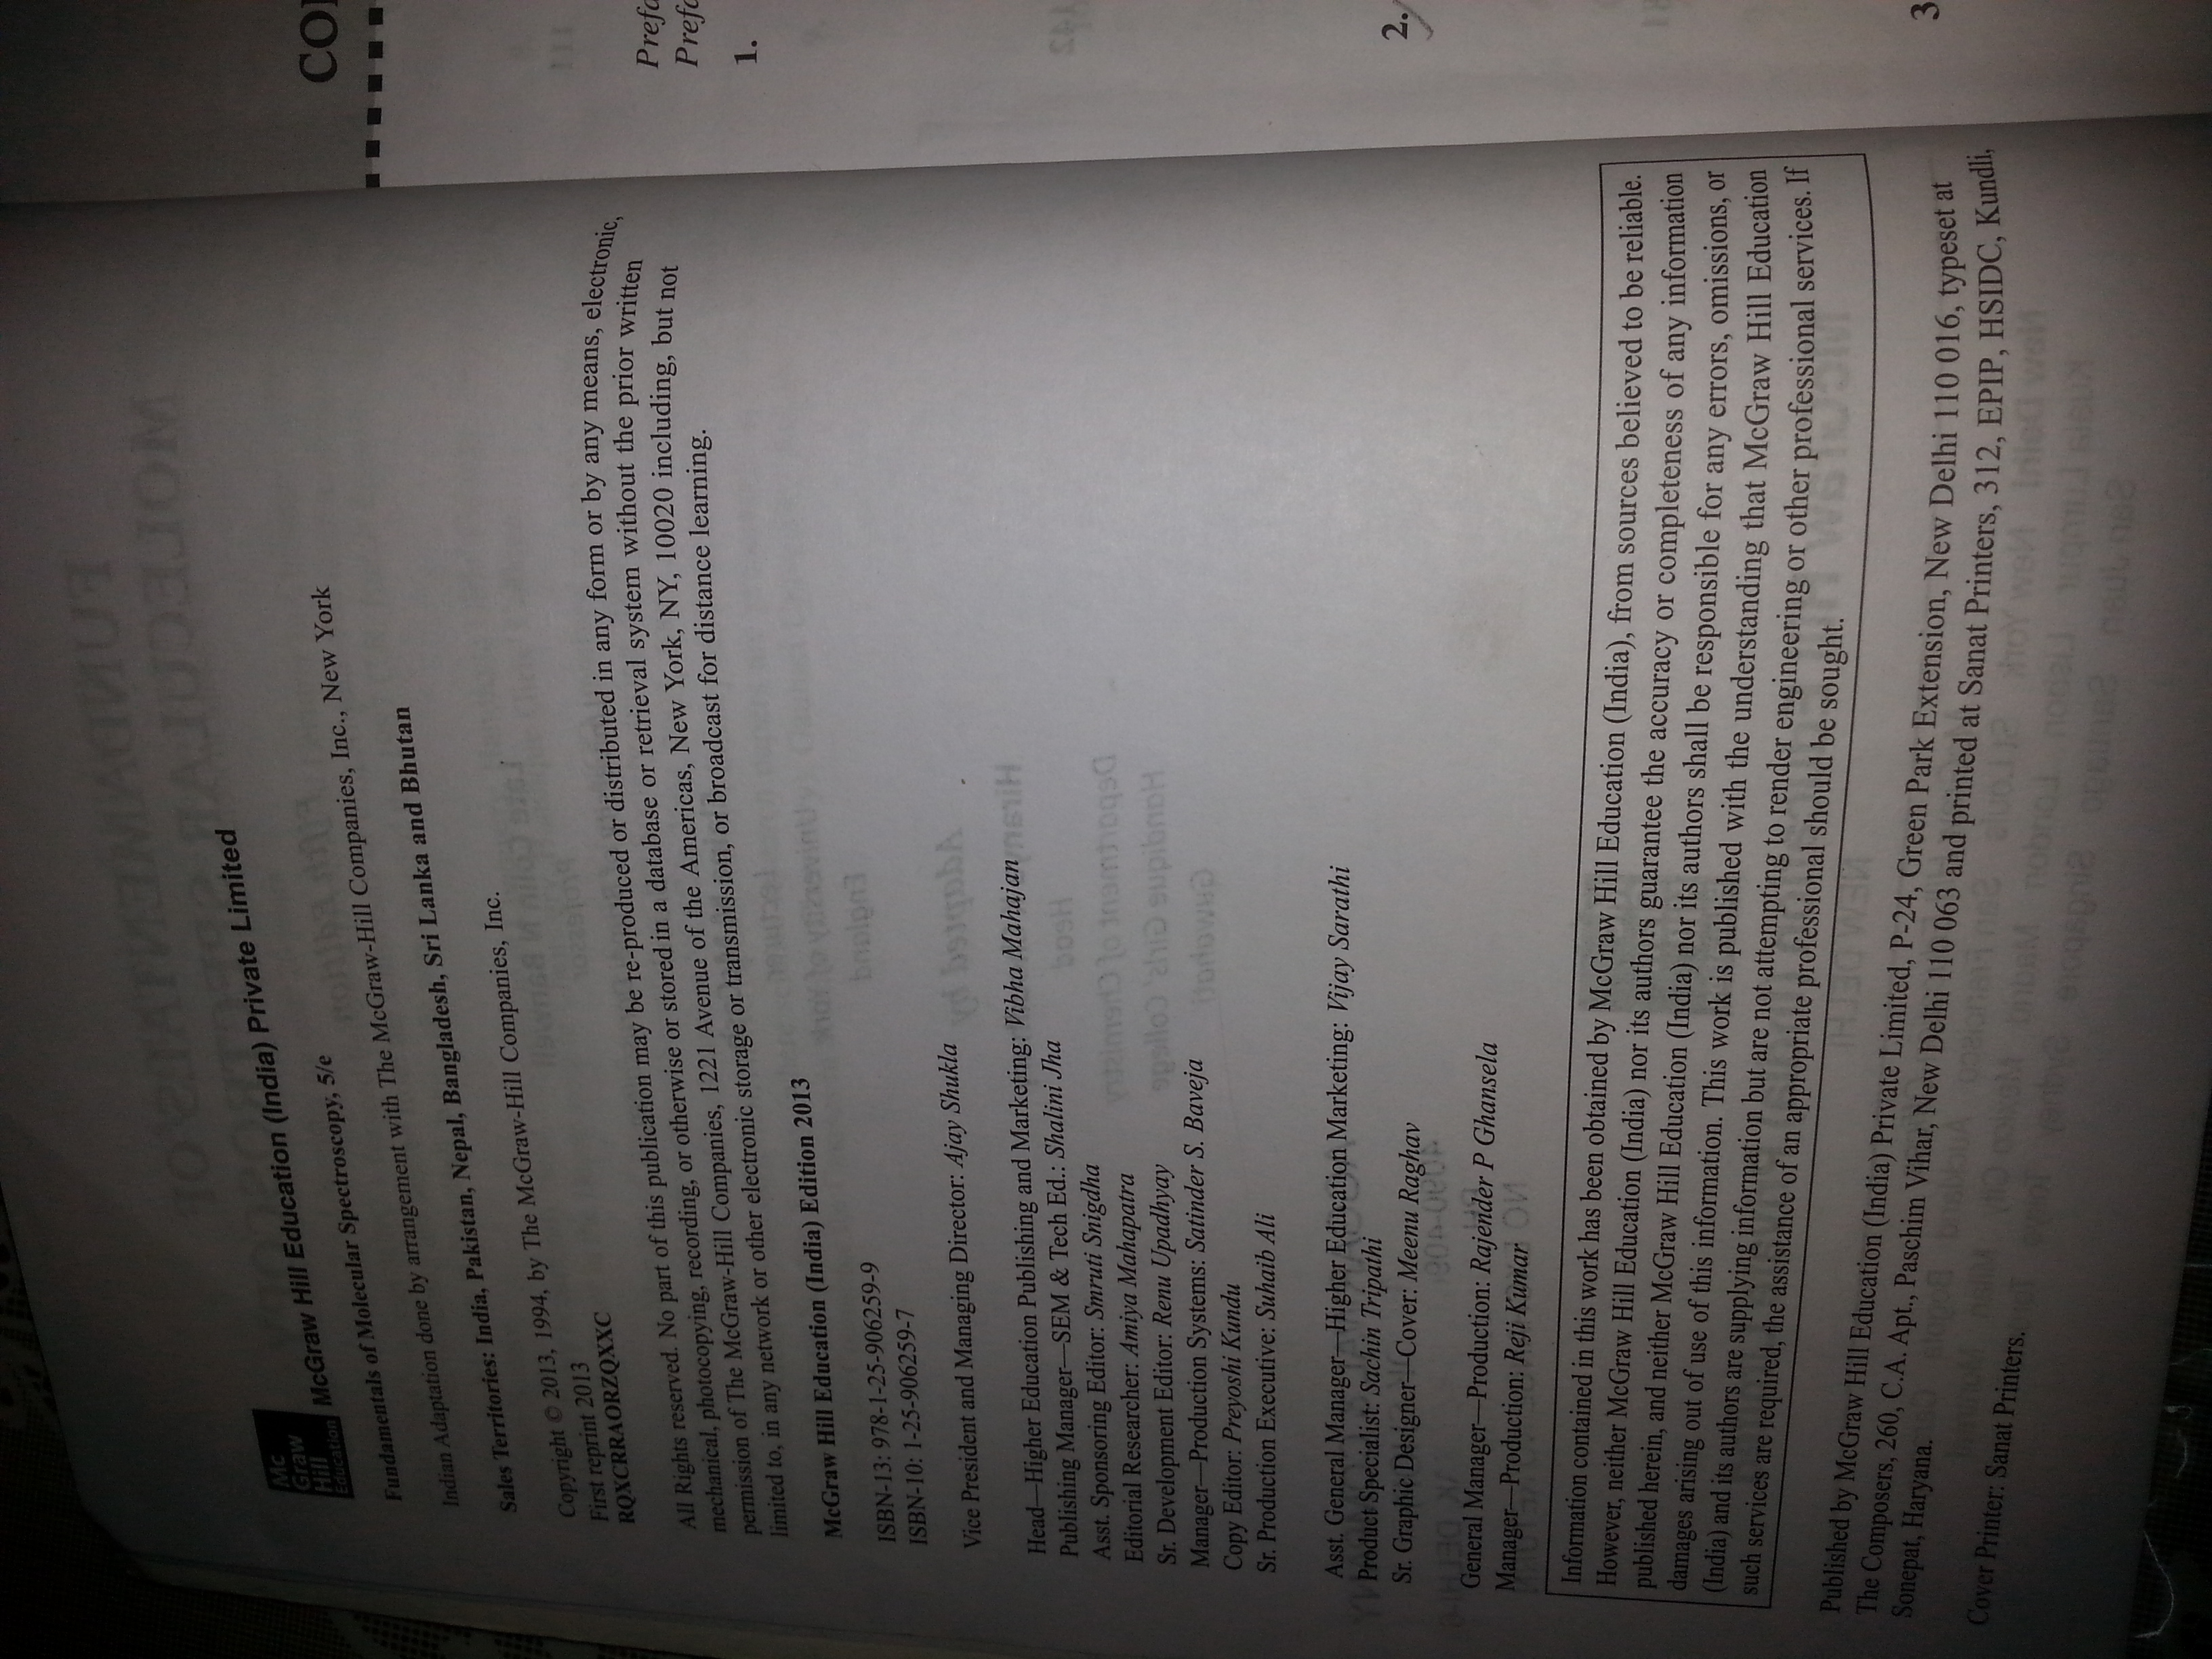 Mc
Graw
Hill
Education
McGraw Hill Education (India) Private Limited
Fundamentals of Molecular Spectroscopy, 5/e
Indian Adaptation done by arrangement with The McGraw-Hill Companies, Inc., New York
Sales Territories: India, Pakistan, Nepal, Bangladesh, Sri Lanka and Bhutan
Copyright © 2013, 1994, by The McGraw-Hill Companies, Inc.
First reprint 2013
RQXCRRAORZQXXC
All Rights reserved. No part of this publication may be re-produced or distributed in any form or by any means, electronic,
mechanical, photocopying, recording, or otherwise or stored in a database or retrieval system without the prior written
permission of The McGraw-Hill Companies, 1221 Avenue of the Americas, New York, NY, 10020 including, but not
limited to, in any network or other electronic storage or transmission, or broadcast for distance learning.
McGraw Hill Education (India) Edition 2013
ISBN-13: 978-1-25-906259-9
ISBN-10: 1-25-906259-7
Vice President and Managing Director: Ajay Shukla
Head—Higher Education Publishing and Marketing: Vibha Mahajan
Publishing Manager—SEM & Tech Ed.: Shalini Jha
Asst. Sponsoring Editor: Smruti Snigdha
Editorial Researcher: Amiya Mahapatra
Sr. Development Editor: Renu Upadhyay
Manager—Production Systems: Satinder S. Baveja
Copy Editor: Preyoshi Kundu
Sr. Production Executive: Suhaib Ali
Asst. General Manager—Higher Education Marketing: Vijay Sarathi
Product Specialist: Sachin Tripathi
Sr. Graphic Designer—Cover: Meenu Raghav
General Manager—Production: Rajender P Ghansela
Manager—Production: Reji Kumar
Information contained in this work has been obtained by McGraw Hill Education (India), from sources believed to be reliable.
However, neither McGraw Hill Education (India) nor its authors guarantee the accuracy or completeness of any information
published herein, and neither McGraw Hill Education (India) nor its authors shall be responsible for any errors, omissions, or
damages arising out of use of this information. This work is published with the understanding that McGraw Hill Education
(India) and its authors are supplying information but are not attempting to render engineering or other professional services. If
such services are required, the assistance of an appropriate professional should be sought.
Published by McGraw Hill Education (India) Private Limited, P-24, Green Park Extension, New Delhi 110 016, typeset at
The Composers, 260, C.A. Apt., Paschim Vihar, New Delhi 110 063 and printed at Sanat Printers, 312, EPIP, HSIDC, Kundli,
Sonepat, Haryana.
Cover Printer: Sanat Printers.
1.
2.
3